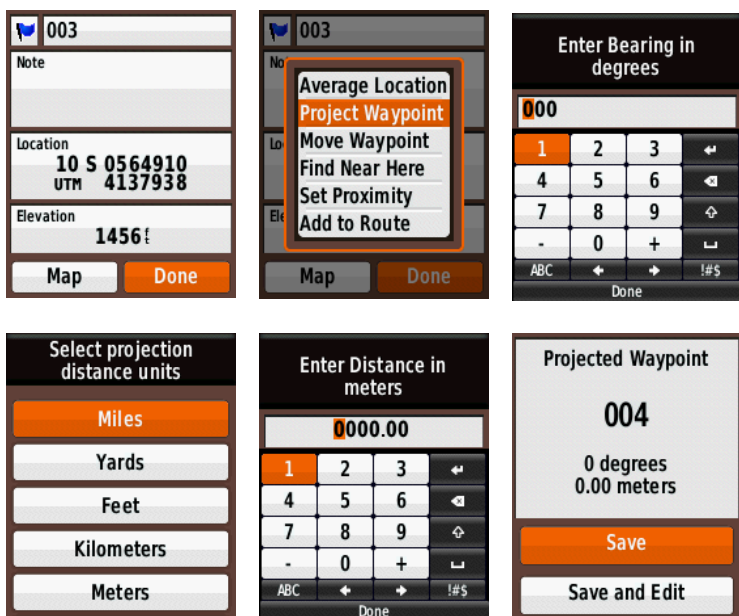 003
Note
Location
10 S 0564910
UTM 4137938
Elevation
1456 ft
Map
Done
003
No
Lo
Ele
Average Location
Project Waypoint
Move Waypoint
Find Near Here
Set Proximity
Add to Route
Map
Done
Enter Bearing in
degrees
000
1 2 3
4 5 6
7 8 9
- 0 +
ABC !#$
Done
Select projection
distance units
Miles
Yards
Feet
Kilometers
Meters
Enter Distance in
meters
0000.00
1 2 3
4 5 6
7 8 9
- 0 +
ABC !#$
Done
Projected Waypoint
004
0 degrees
0.00 meters
Save
Save and Edit